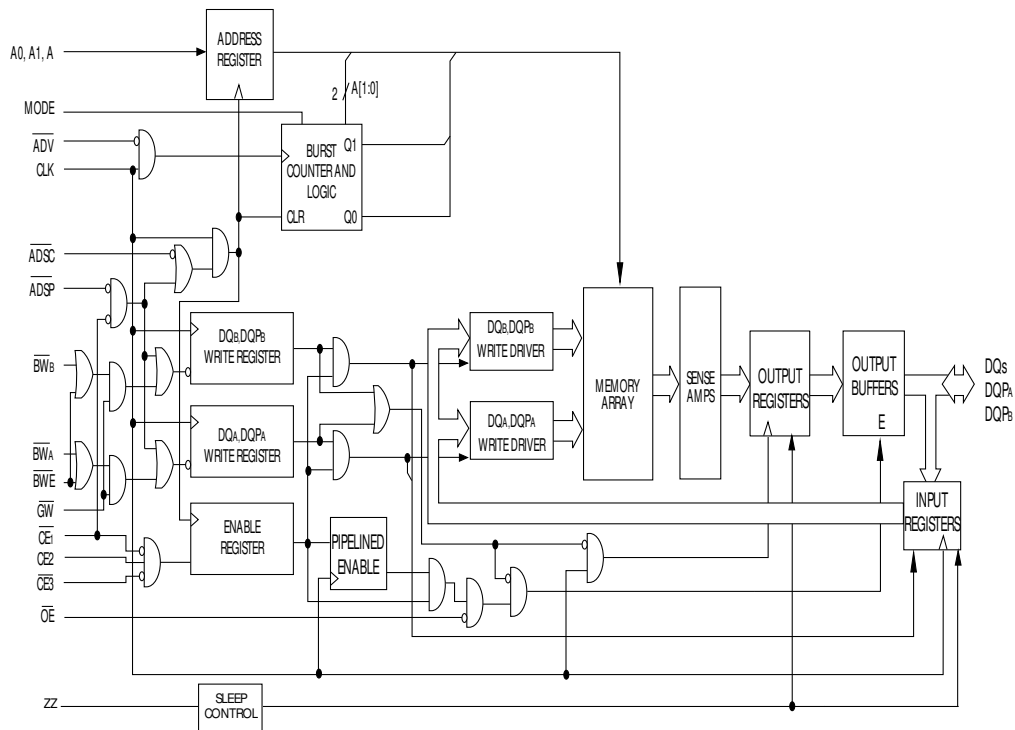 ADDRESS
REGISTER
A0, A1, A
2
A[1:0]
MODE
ADV
CLK
BURST
COUNTER AND
LOGIC
Q1
CLR
Q0
ADSC
ADSP
DQB,DQPB
WRITE REGISTER
DQB,DQPB
WRITE DRIVER
MEMORY
ARRAY
SENSE
AMPS
OUTPUT
REGISTERS
OUTPUT
BUFFERS
E
DQs
DQPA
DQPB
BWB
DQA,DQPA
WRITE REGISTER
DQA,DQPA
WRITE DRIVER
BWA
BWE
GW
CE1
CE2
CE3
ENABLE
REGISTER
PIPELINED
ENABLE
INPUT
REGISTERS
OE
ZZ
SLEEP
CONTROL